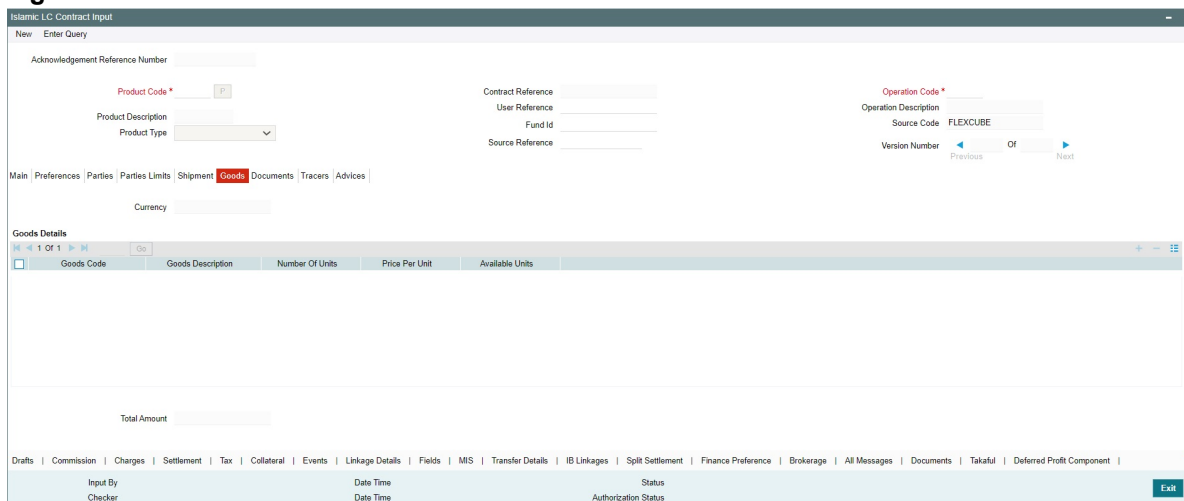 Islamic LC Contract Input
New Enter Query
Acknowledgement Reference Number
Product Code * P
Product Description
Product Type
Contract Reference
User Reference
Fund Id
Source Reference
Operation Code *
Operation Description
Source Code FLEXCUBE
Version Number Of
Previous Next
Main | Preferences | Parties | Parties Limits | Shipment | Goods | Documents | Tracers | Advices |
Currency
Goods Details
1 Of 1 Go
Goods Code Goods Description Number Of Units Price Per Unit Available Units
Total Amount
Drafts | Commission | Charges | Settlement | Tax | Collateral | Events | Linkage Details | Fields | MIS | Transfer Details | IB Linkages | Split Settlement | Finance Preference | Brokerage | All Messages | Documents | Takaful | Deferred Profit Component |
Input By Date Time Status
Checker Date Time Authorization Status
Exit